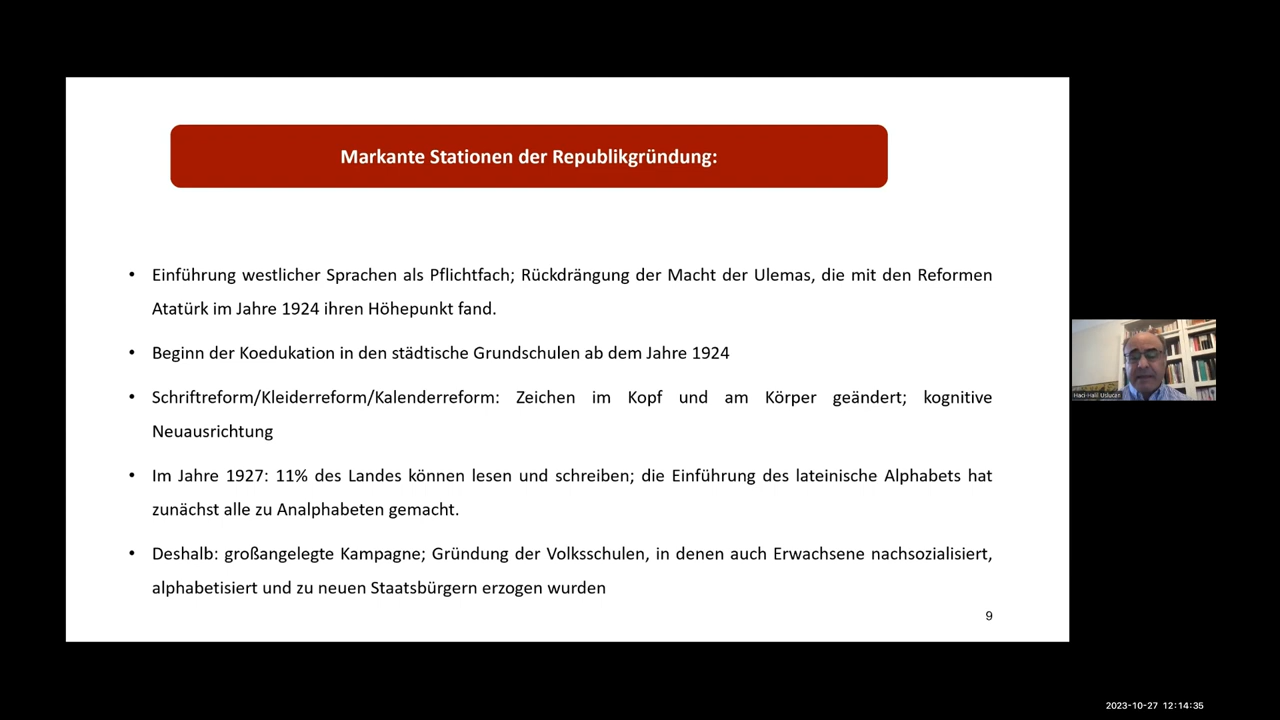 Markante Stationen der Republikgründung:
• Einführung westlicher Sprachen als Pflichtfach; Rückdrängung der Macht der Ulemas, die mit den Reformen
Atatürk im Jahre 1924 ihren Höhepunkt fand.
• Beginn der Koedukation in den städtische Grundschulen ab dem Jahre 1924
• Schriftreform/Kleiderreform/Kalenderreform: Zeichen im Kopf und am Körper geändert; kognitive
Neuausrichtung
• Im Jahre 1927: 11% des Landes können lesen und schreiben; die Einführung des lateinische Alphabets hat
zunächst alle zu Analphabeten gemacht.
• Deshalb: großangelegte Kampagne; Gründung der Volksschulen, in denen auch Erwachsene nachsozialisiert,
alphabetisiert und zu neuen Staatsbürgern erzogen wurden
9
Haci-Halil Uslucan
2023-10-27 12:14:35